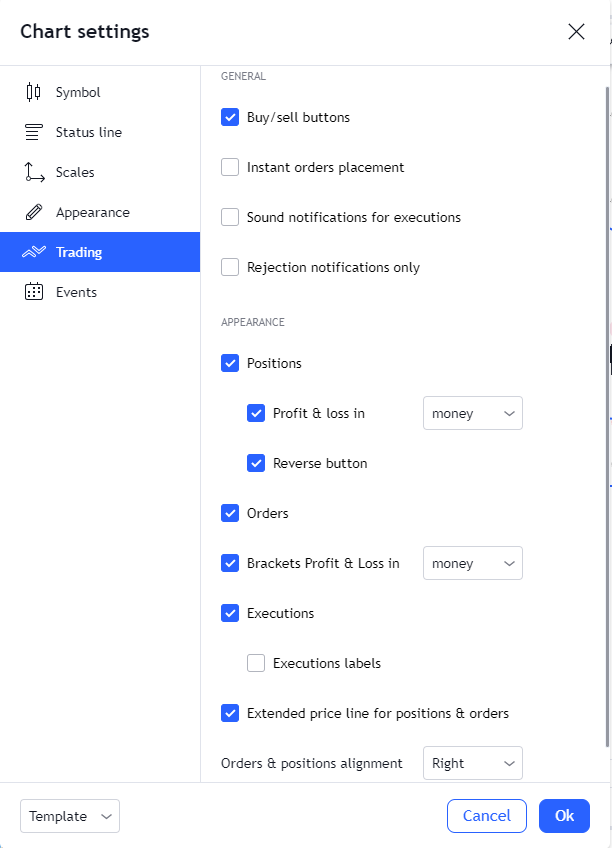 Chart settings
Symbol
Status line
Scales
Appearance
Trading
Events
GENERAL
Buy/sell buttons
Instant orders placement
Sound notifications for executions
Rejection notifications only
APPEARANCE
Positions
Profit & loss in money
Reverse button
Orders
Brackets Profit & Loss in money
Executions
Executions labels
Extended price line for positions & orders
Orders & positions alignment Right
Template Cancel Ok